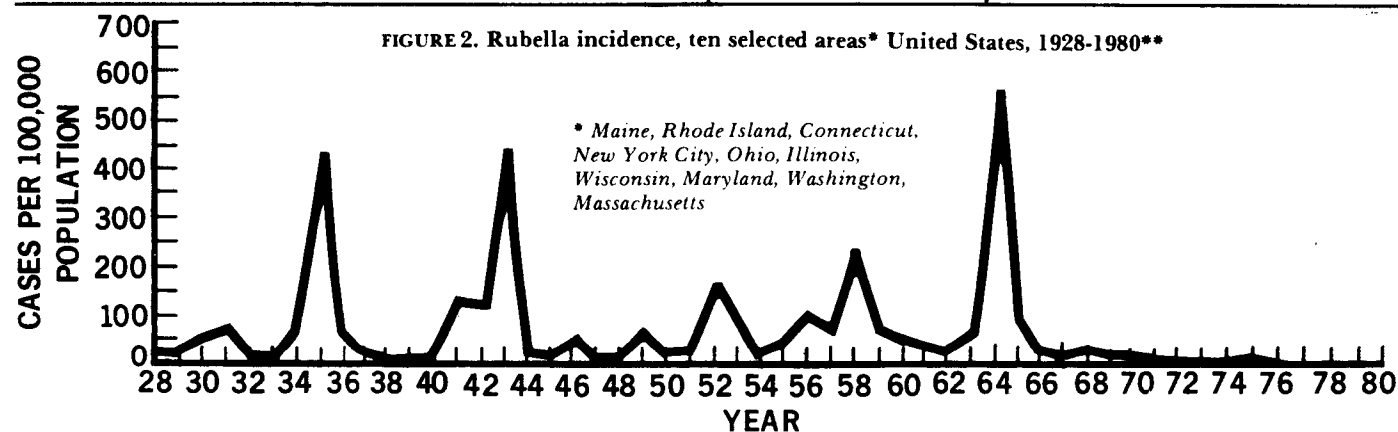 FIGURE 2. Rubella incidence, ten selected areas* United States, 1928-1980**
700
600
500
400
300
200
100
0
CASES PER 100,000
POPULATION
* Maine, Rhode Island, Connecticut,
New York City, Ohio, Illinois,
Wisconsin, Maryland, Washington,
Massachusetts
28 30 32 34 36 38 40 42 44 46 48 50 52 54 56 58 60 62 64 66 68 70 72 74 76 78 80
YEAR